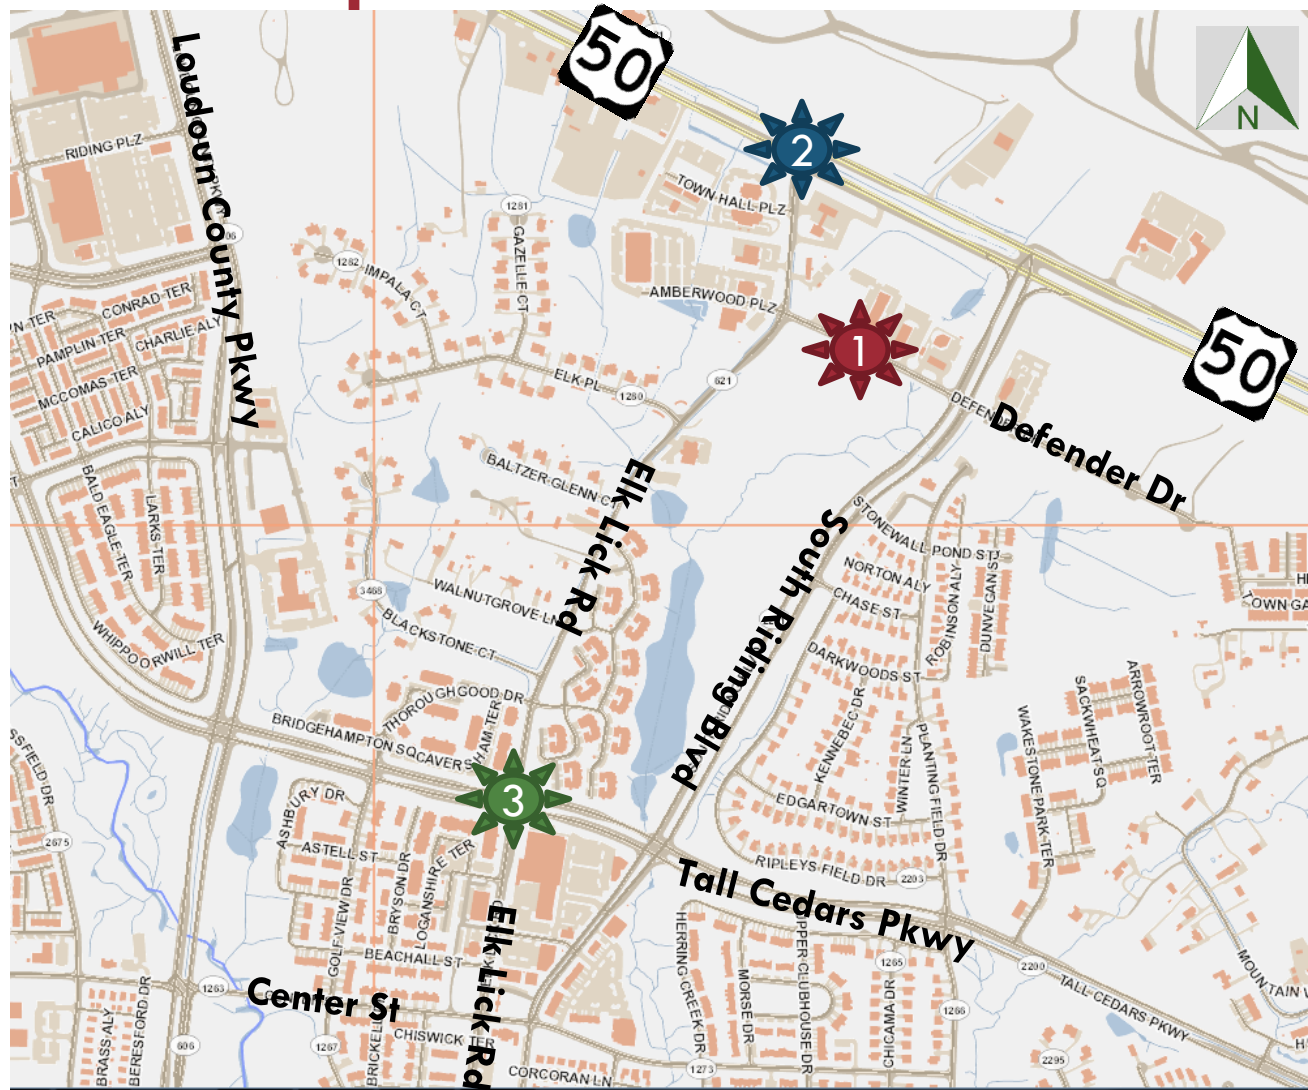 50
31
N
Loudoun County Pkwy
RIDING PLZ
2
TOWN HALL PLZ
1281
GAZELLE CT
1282
IMPALA CT
AMBERWOOD PLZ
CONRAD TER
PAMPLIN TER
CHARLIE ALY
MCCOMAS TER
CALICO ALY
1
50
ELK PL
1280
621
DEFENDER
Defender Dr
BALTZER GLENN C
Elk Lick Rd
BALD EAGLE TER
LARKS TER
WHIPPOORWILL TER
South Riding Blvd
STONEWALL POND ST
NORTON ALY
CHASE ST
ROBINSON ALY
DUNVEGAN ST
DARKWOODS ST
TOWN GA
3468
WALNUTGROVE LN
BLACKSTONE CT
THOROUGHGOOD DR
BRIDGEHAMPTON SQ
CAVERSHAM TER
KENNEBEC DR
WINTER LN
PLANTING FIELD DR
SACKWHEAT SQ
ARROWROOT TER
WAKESTONE PARK TER
3
EDGARTOWN ST
RIPLEYS FIELD DR
2203
SSFIELD DR
2675
ASHBURY DR
ASTELL ST
BRYSON DR
LOGANSHIRE TER
GOLF VIEW DR
BEACHALL ST
Tall Cedars Pkwy
Elk Lick Rd
HERRING CREEK DR
MORSE DR
UPPER CLUBHOUSE DR
1265
CHICAMA DR
2200
TALL CEDARS PKWY
MOUNTAIN V
1263
Center St
BRASS ALY
BERESFORD DR
606
1267
BRICKEL
CHISWICK TER
CORCORAN LN
1273
1266
2295